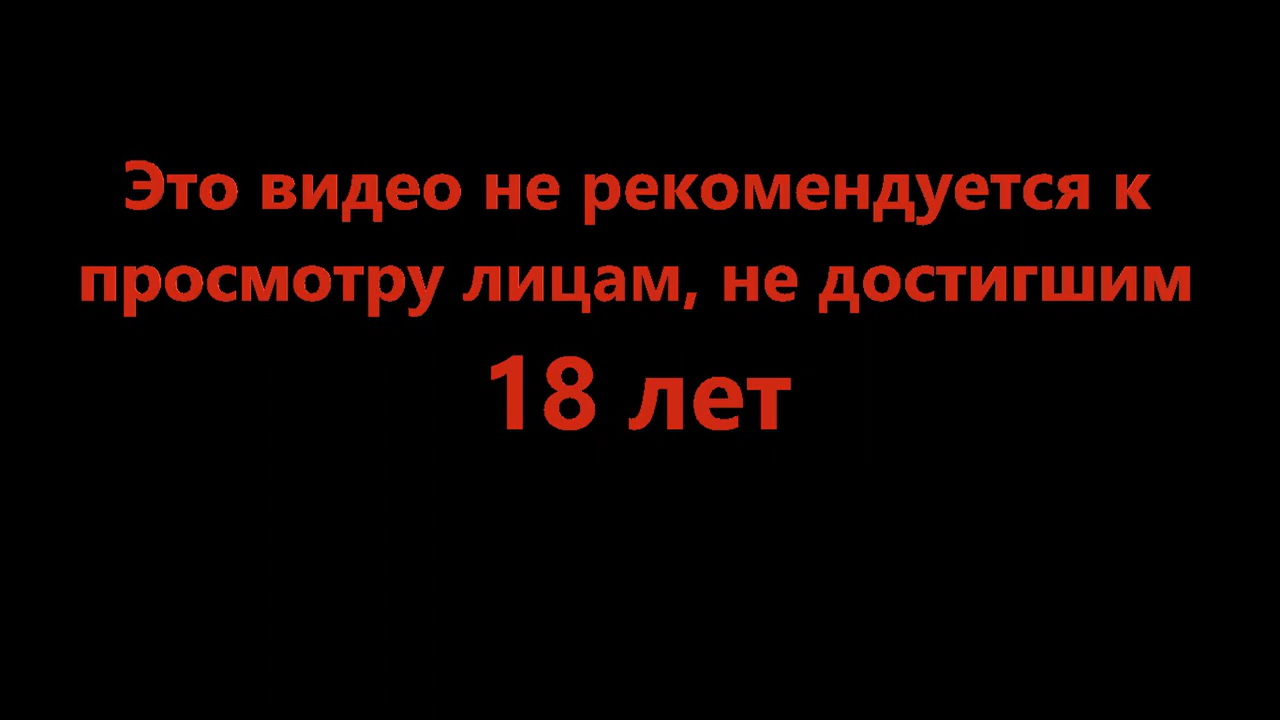 Это видео не рекомендуется к
просмотру лицам, не достигшим
18 лет